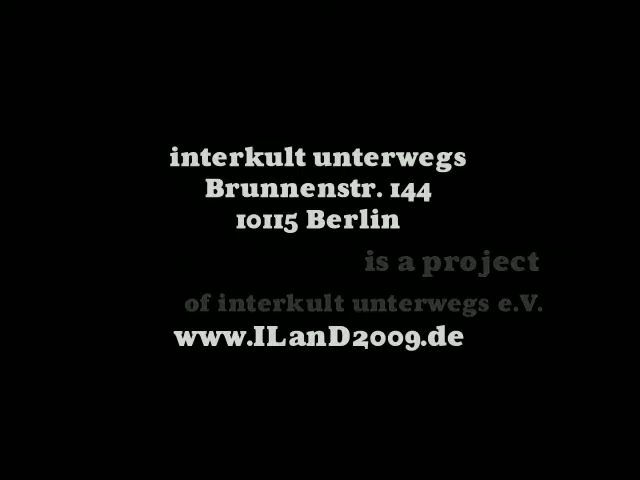 interkult unterwegs
Brunnenstr. 144
10115 Berlin
is a project
of interkult unterwegs e.V.
www.ILanD2009.de